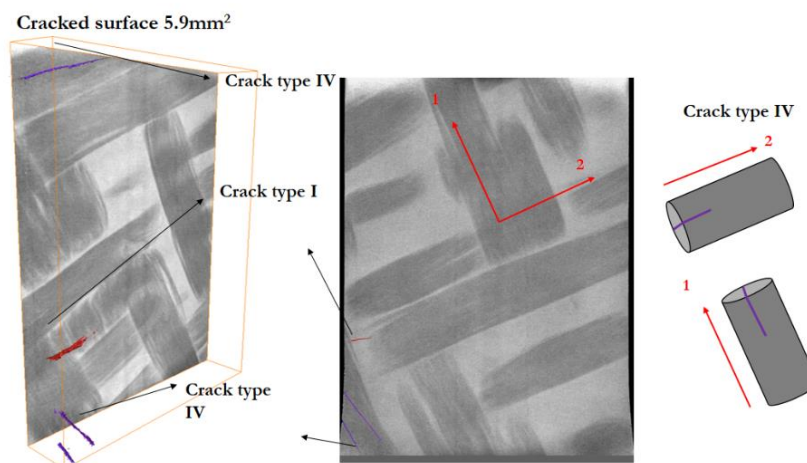 Cracked surface 5.9mm²
Crack type IV
Crack type I
Crack type
IV
1
2
Crack type IV
2
1